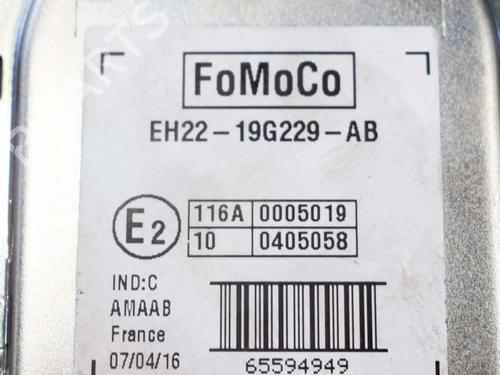 FoMoCo
EH22-19G229-AB
E2
116A 0005019
10 0405058
IND:C
AMAAB
France
07/04/16
65594949